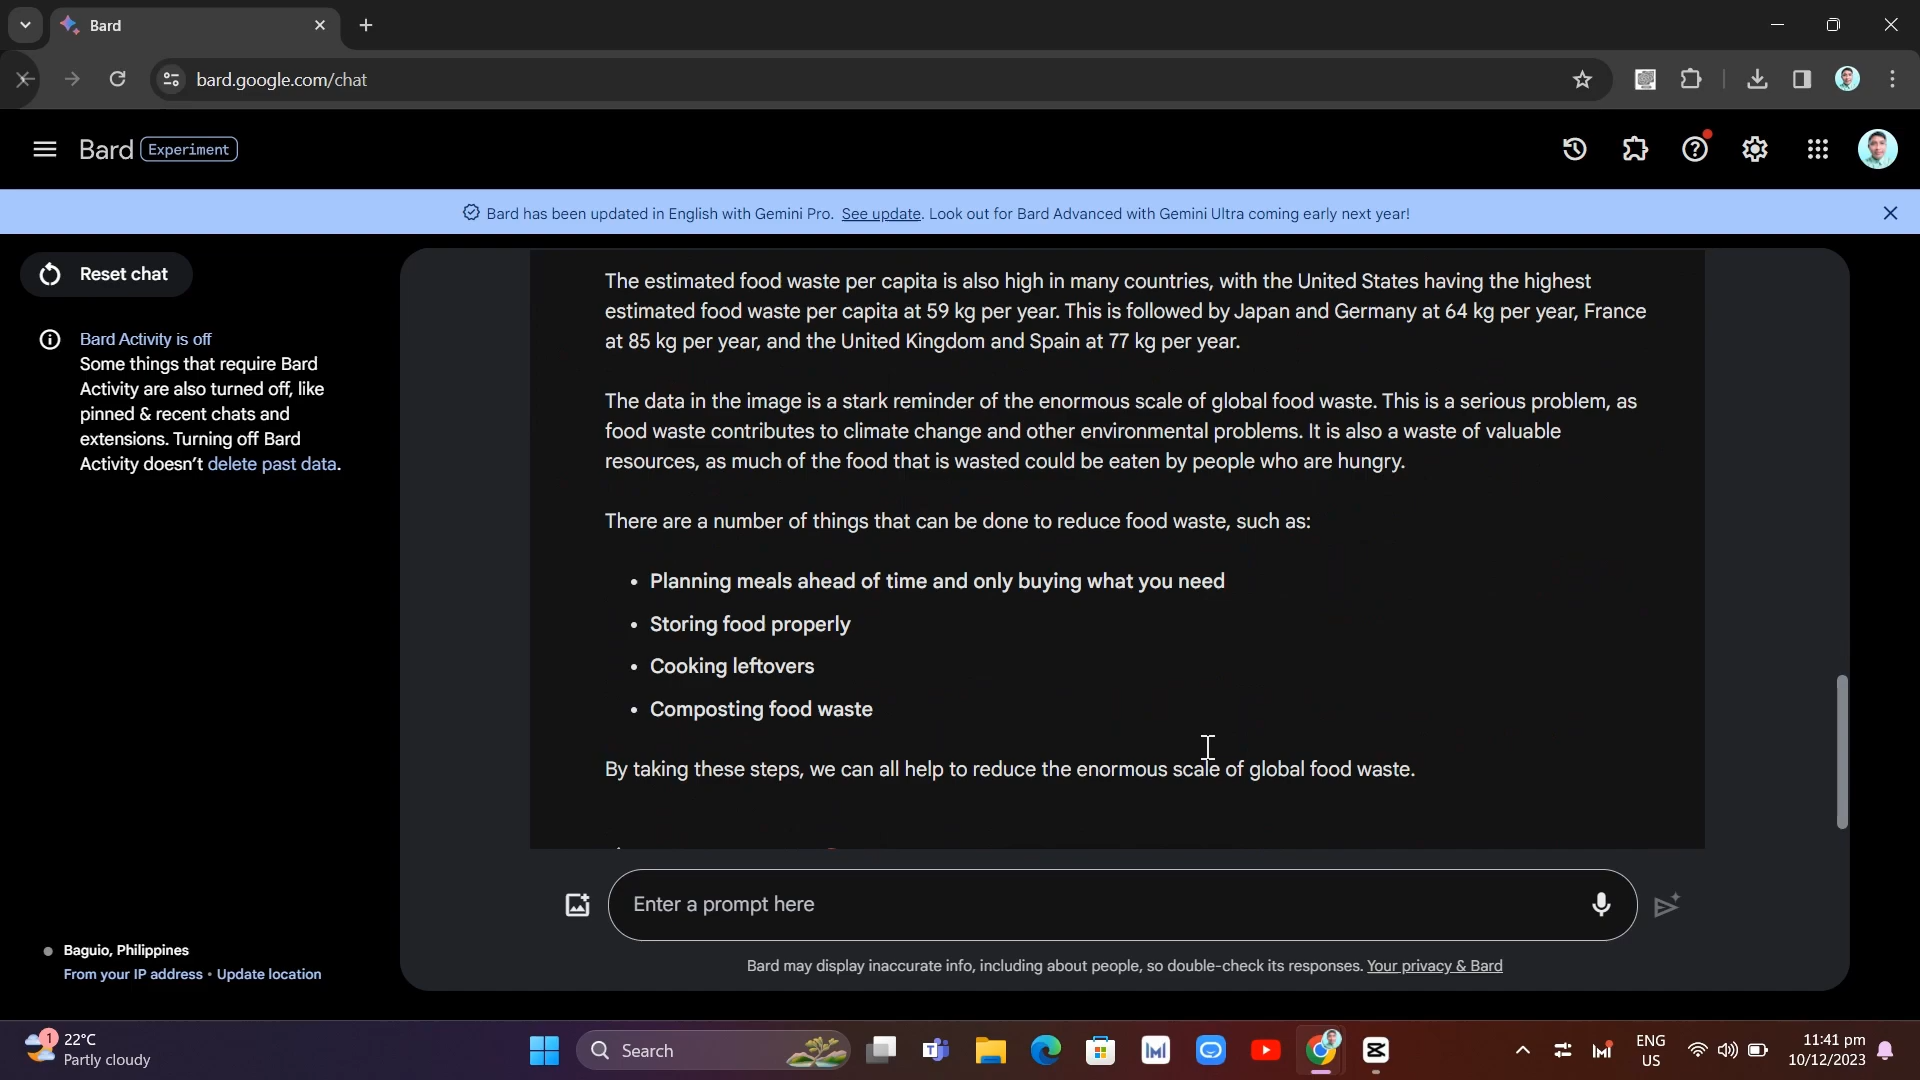 Bard
bard.google.com/chat
Bard Experiment
Bard has been updated in English with Gemini Pro. See update. Look out for Bard Advanced with Gemini Ultra coming early next year!
Reset chat
Bard Activity is off
Some things that require Bard
Activity are also turned off, like
pinned & recent chats and
extensions. Turning off Bard
Activity doesn't delete past data.
The estimated food waste per capita is also high in many countries, with the United States having the highest
estimated food waste per capita at 59 kg per year. This is followed by Japan and Germany at 64 kg per year, France
at 85 kg per year, and the United Kingdom and Spain at 77 kg per year.
The data in the image is a stark reminder of the enormous scale of global food waste. This is a serious problem, as
food waste contributes to climate change and other environmental problems. It is also a waste of valuable
resources, as much of the food that is wasted could be eaten by people who are hungry.
There are a number of things that can be done to reduce food waste, such as:
• Planning meals ahead of time and only buying what you need
• Storing food properly
• Cooking leftovers
• Composting food waste
By taking these steps, we can all help to reduce the enormous scale of global food waste.
Enter a prompt here
Bard may display inaccurate info, including about people, so double-check its responses. Your privacy & Bard
Baguio, Philippines
From your IP address • Update location
1
22°C
Partly cloudy
Search
ENG
US
11:41 pm
10/12/2023